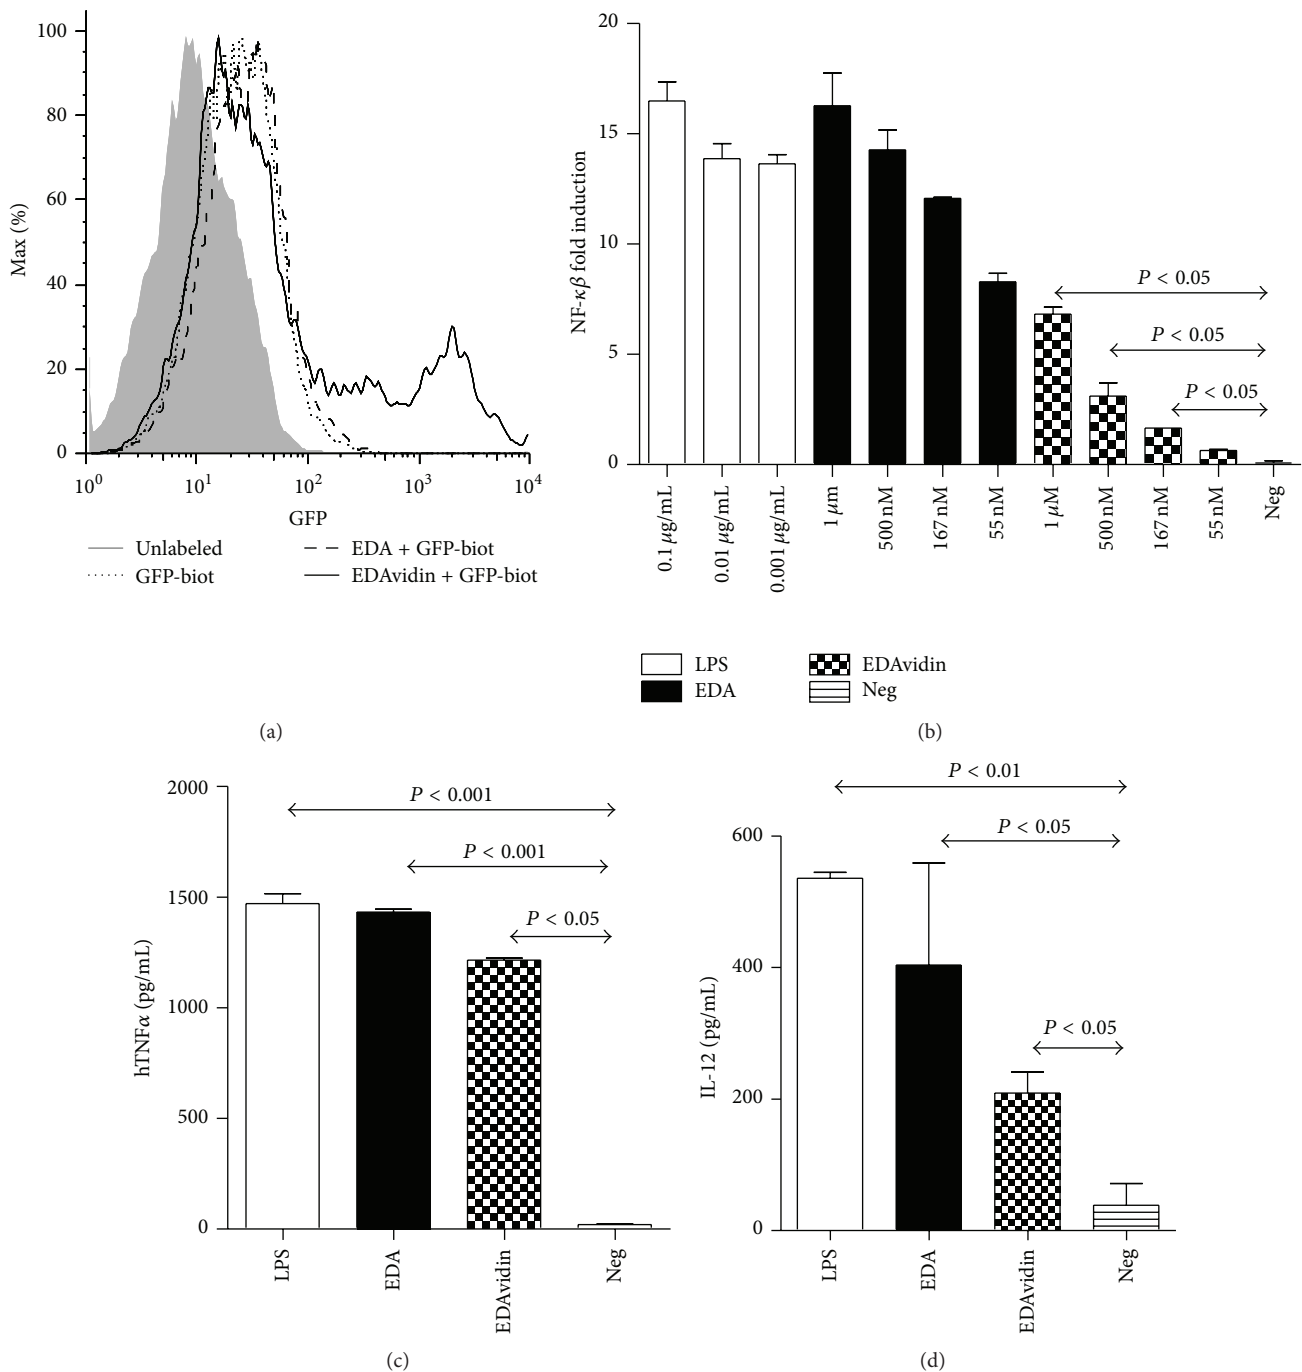 100
80
60
40
20
0
Max (%)
10^0
10^1
10^2
10^3
10^4
GFP
Unlabeled
GFP-biot
EDA + GFP-biot
EDAvidin + GFP-biot
(a)
20
15
10
5
0
NF-κβ fold induction
P < 0.05
P < 0.05
P < 0.05
0.1 μg/mL
0.01 μg/mL
0.001 μg/mL
1 μm
500 nM
167 nM
55 nM
1 μM
500 nM
167 nM
55 nM
Neg
LPS
EDA
EDAvidin
Neg
(b)
2000
1500
1000
500
0
hTNFα (pg/mL)
P < 0.001
P < 0.001
P < 0.05
LPS
EDA
EDAvidin
Neg
(c)
600
400
200
0
IL-12 (pg/mL)
P < 0.01
P < 0.05
P < 0.05
LPS
EDA
EDAvidin
Neg
(d)